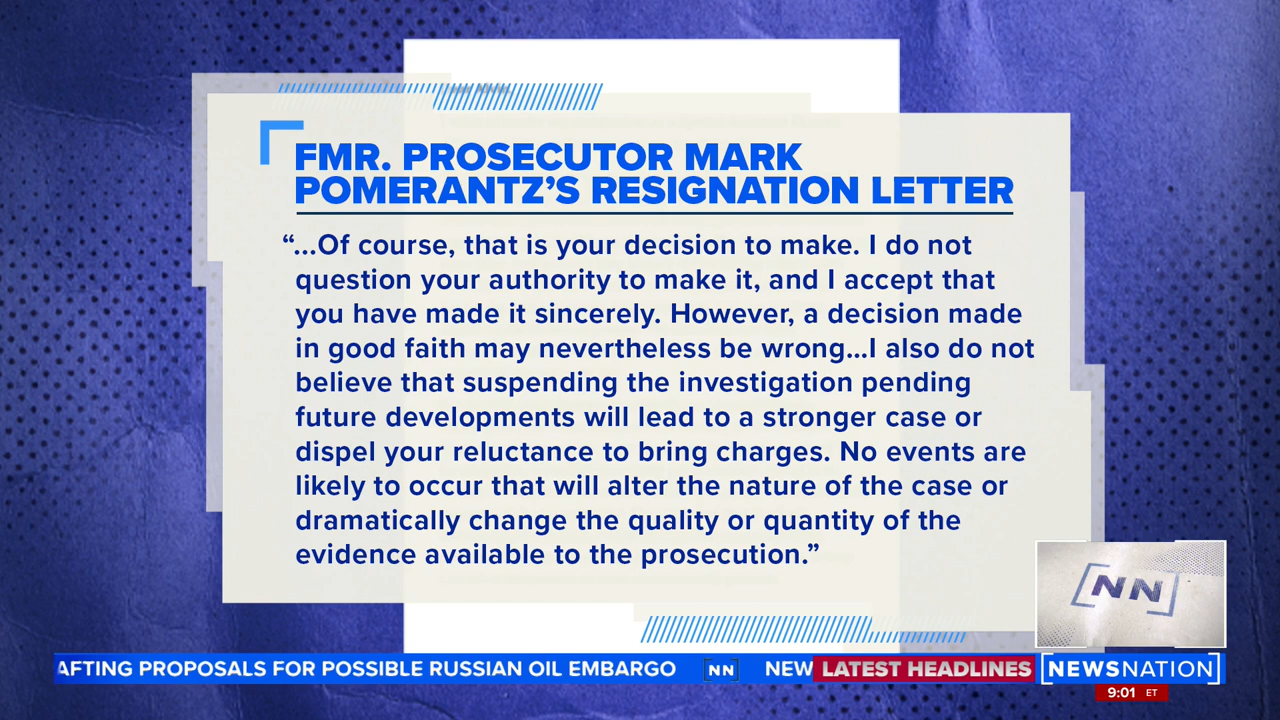 FMR. PROSECUTOR MARK
POMERANTZ’S RESIGNATION LETTER
“...Of course, that is your decision to make. I do not
question your authority to make it, and I accept that
you have made it sincerely. However, a decision made
in good faith may nevertheless be wrong...I also do not
believe that suspending the investigation pending
future developments will lead to a stronger case or
dispel your reluctance to bring charges. No events are
likely to occur that will alter the nature of the case or
dramatically change the quality or quantity of the
evidence available to the prosecution.”
NN
AFTING PROPOSALS FOR POSSIBLE RUSSIAN OIL EMBARGO NN NEW LATEST HEADLINES NEWSNATION
9:01 ET